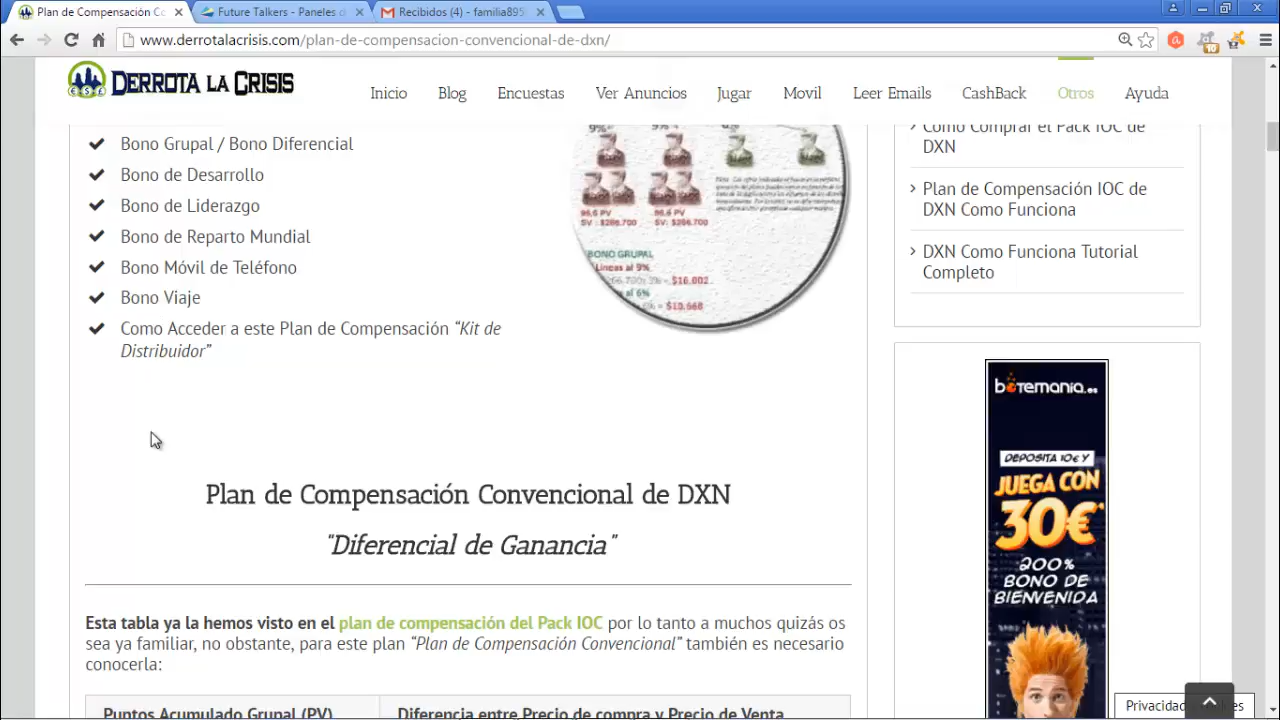 Plan de Compensación Co
Future Talkers - Paneles d
Recibidos (4) - familia895
www.derrotalacrisis.com/plan-de-compensacion-convencional-de-dxn/
10
DERROTA LA CRISIS
Inicio
Blog
Encuestas
Ver Anuncios
Jugar
Movil
Leer Emails
CashBack
Otros
Ayuda
Bono Grupal / Bono Diferencial
Bono de Desarrollo
Bono de Liderazgo
Bono de Reparto Mundial
Bono Móvil de Teléfono
Bono Viaje
Como Acceder a este Plan de Compensación “Kit de
Distribuidor”
BONO GRUPAL
Lineas al 9%
Como Comprar el Pack IOC de
DXN
Plan de Compensación IOC de
DXN Como Funciona
DXN Como Funciona Tutorial
Completo
botemania.es
DEPOSITA 10€ Y
JUEGA CON
30€*
200%
BONO DE
BIENVENIDA
Plan de Compensación Convencional de DXN
“Diferencial de Ganancia”
Esta tabla ya la hemos visto en el plan de compensación del Pack IOC por lo tanto a muchos quizás os
sea ya familiar, no obstante, para este plan “Plan de Compensación Convencional” también es necesario
conocerla:
Puntos Acumulado Grupal (PV)
Diferencia entre Precio de compra y Precio de Venta